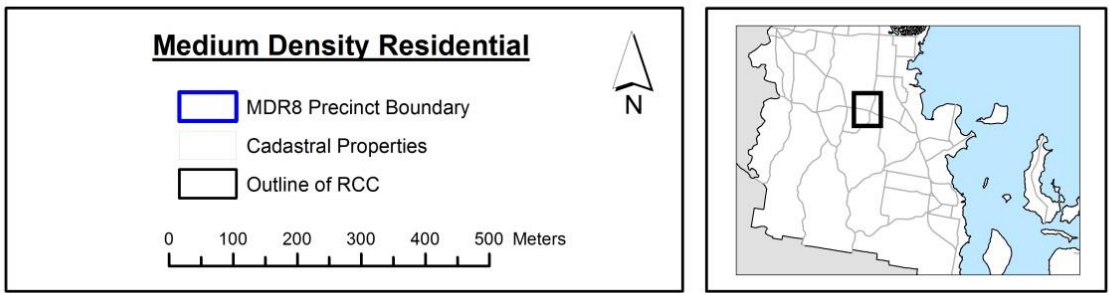 Medium Density Residential
MDR8 Precinct Boundary
Cadastral Properties
Outline of RCC
N
0 100 200 300 400 500 Meters